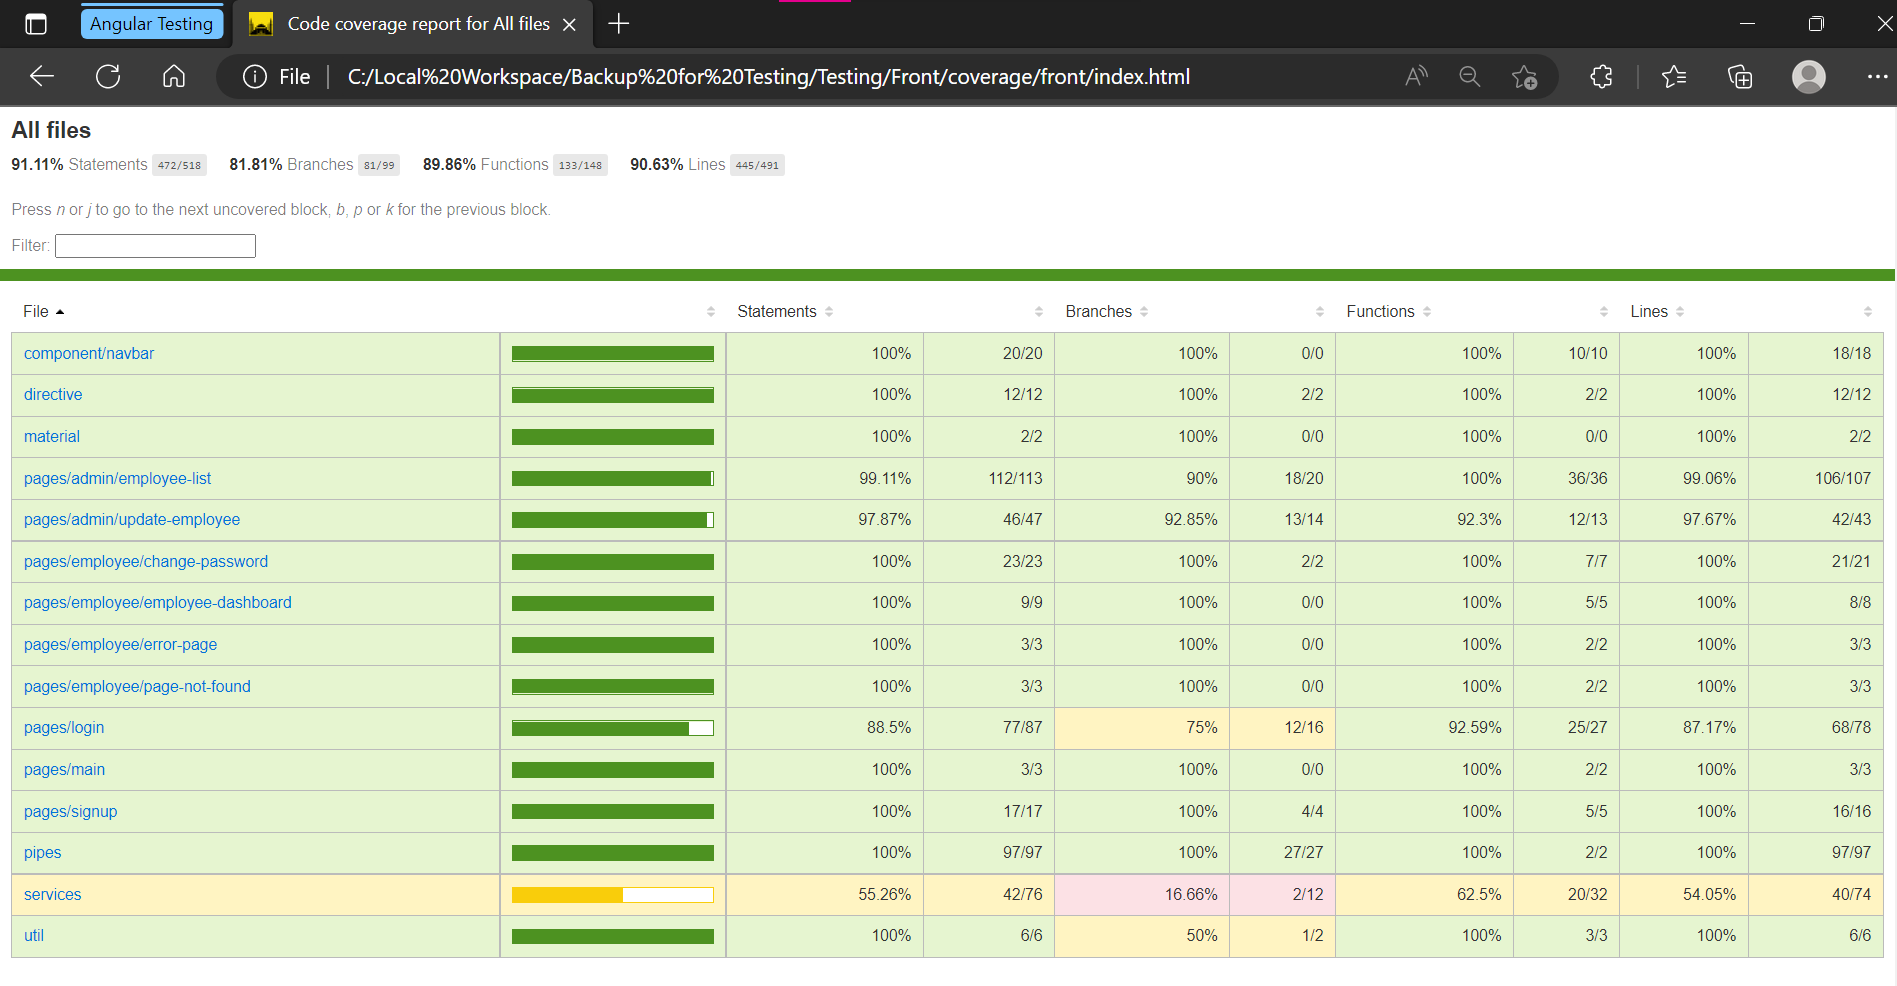 Angular Testing
Code coverage report for All files
File C:/Local%20Workspace/Backup%20for%20Testing/Testing/Front/coverage/front/index.html
All files
91.11% Statements 472/518 81.81% Branches 81/99 89.86% Functions 133/148 90.63% Lines 445/491
Press n or j to go to the next uncovered block, b, p or k for the previous block.
Filter:
File Statements Branches Functions Lines
component/navbar 100% 20/20 100% 0/0 100% 10/10 100% 18/18
directive 100% 12/12 100% 2/2 100% 2/2 100% 12/12
material 100% 2/2 100% 0/0 100% 0/0 100% 2/2
pages/admin/employee-list 99.11% 112/113 90% 18/20 100% 36/36 99.06% 106/107
pages/admin/update-employee 97.87% 46/47 92.85% 13/14 92.3% 12/13 97.67% 42/43
pages/employee/change-password 100% 23/23 100% 2/2 100% 7/7 100% 21/21
pages/employee/employee-dashboard 100% 9/9 100% 0/0 100% 5/5 100% 8/8
pages/employee/error-page 100% 3/3 100% 0/0 100% 2/2 100% 3/3
pages/employee/page-not-found 100% 3/3 100% 0/0 100% 2/2 100% 3/3
pages/login 88.5% 77/87 75% 12/16 92.59% 25/27 87.17% 68/78
pages/main 100% 3/3 100% 0/0 100% 2/2 100% 3/3
pages/signup 100% 17/17 100% 4/4 100% 5/5 100% 16/16
pipes 100% 97/97 100% 27/27 100% 2/2 100% 97/97
services 55.26% 42/76 16.66% 2/12 62.5% 20/32 54.05% 40/74
util 100% 6/6 50% 1/2 100% 3/3 100% 6/6